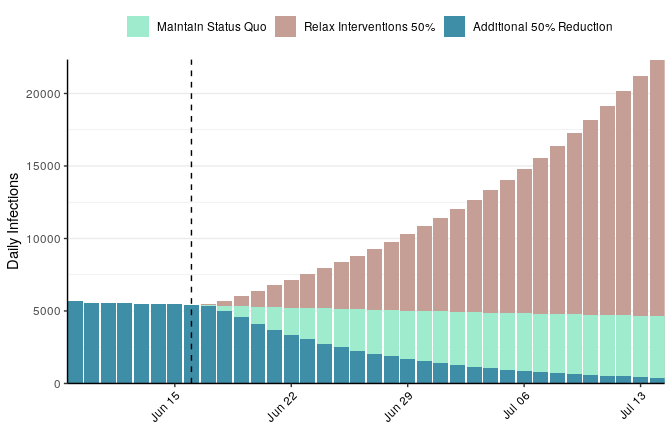 Maintain Status Quo Relax Interventions 50% Additional 50% Reduction
Daily Infections
20000
15000
10000
5000
0
Jun 15 Jun 22 Jun 29 Jul 06 Jul 13